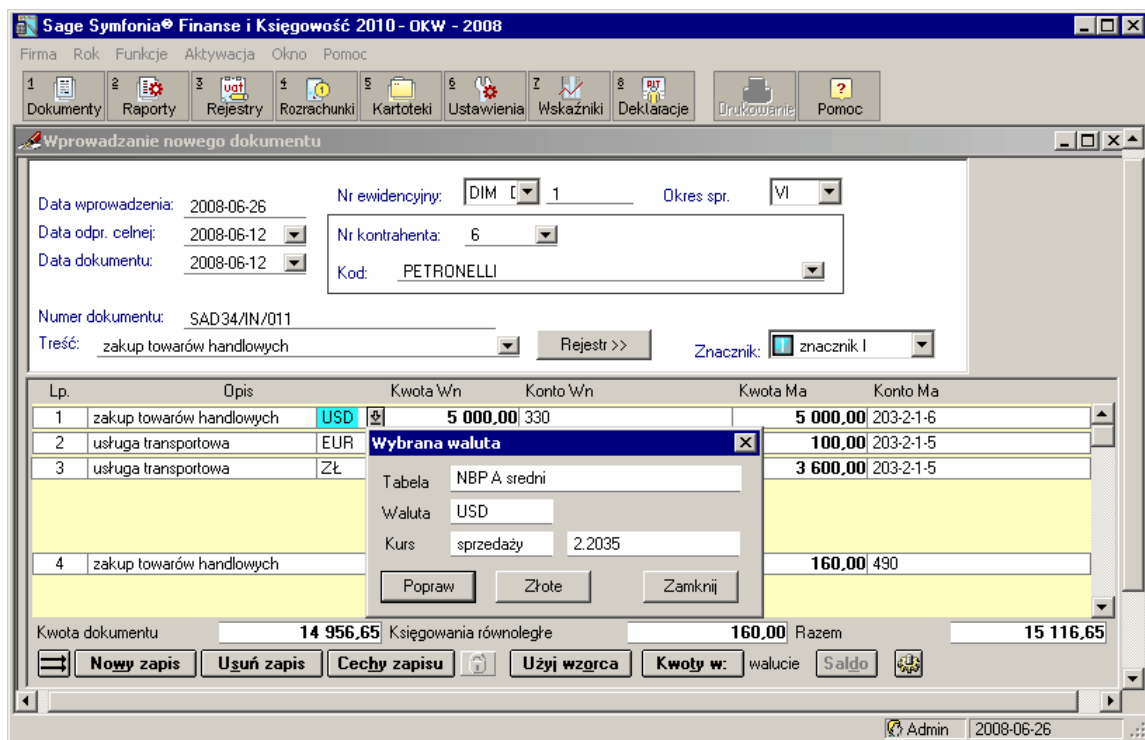 Sage Symfonia® Finanse i Księgowość 2010 - OKW - 2008
Firma Rok Funkcje Aktywacja Okno Pomoc
1 2 3 4 5 6 7 8
Dokumenty Raporty Rejestry Rozrachunki Kartoteki Ustawienia Wskaźniki Deklaracje Drukowanie Pomoc
Wprowadzanie nowego dokumentu
Data wprowadzenia: 2008-06-26 Nr ewidencyjny: DIM 1 Okres spr. VI
Data odpr. celnej: 2008-06-12 Nr kontrahenta: 6
Data dokumentu: 2008-06-12
Kod: PETRONELLI
Numer dokumentu: SAD34/IN/011
Treść: zakup towarów handlowych Rejestr >> Znacznik: znacznik I
Lp. Opis Kwota Wn Konto Wn Kwota Ma Konto Ma
1 zakup towarów handlowych USD 5 000,00 330 5 000,00 203-2-1-6
2 usługa transportowa EUR 100,00 203-2-1-5
3 usługa transportowa ZŁ 3 600,00 203-2-1-5
Wybrana waluta
Tabela NBP A sredni
Waluta USD
Kurs sprzedaży 2.2035
Popraw Złote Zamknij
4 zakup towarów handlowych 160,00 490
Kwota dokumentu 14 956,65 Księgowania równoległe 160,00 Razem 15 116,65
Nowy zapis Usuń zapis Cechy zapisu Użyj wzorca Kwoty w: walucie Saldo
Admin 2008-06-26